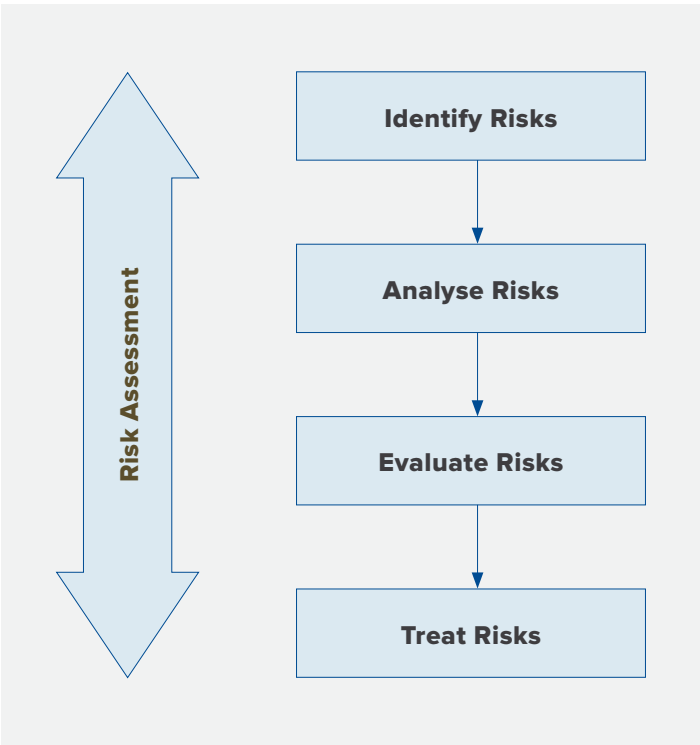 Risk Assessment
Identify Risks
Analyse Risks
Evaluate Risks
Treat Risks